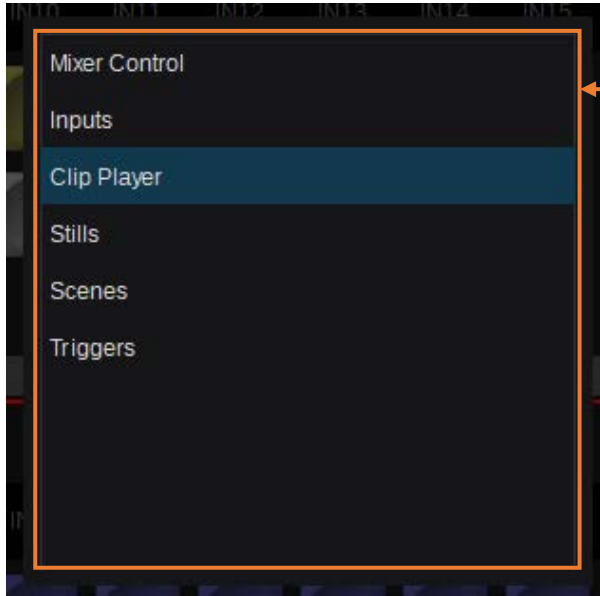 IN10 IN11 IN12 IN13 IN14 IN15
Mixer Control
Inputs
Clip Player
Stills
Scenes
Triggers